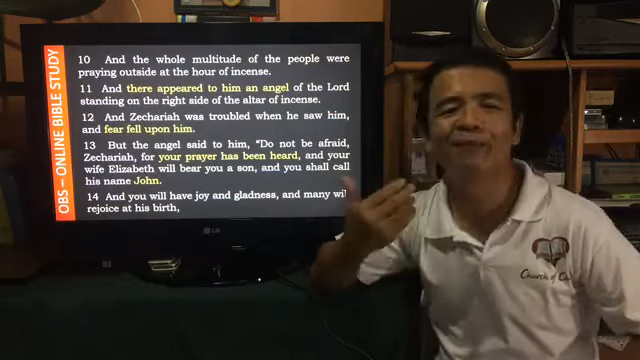 10 And the whole multitude of the people were
praying outside at the hour of incense.
11 And there appeared to him an angel of the Lord
standing on the right side of the altar of incense.
12 And Zechariah was troubled when he saw him,
and fear fell upon him.
13 But the angel said to him, “Do not be afraid,
Zechariah, for your prayer has been heard, and your
wife Elizabeth will bear you a son, and you shall call
his name John.
14 And you will have joy and gladness, and many will
rejoice at his birth,
OBS – ONLINE BIBLE STUDY
LG
Church of